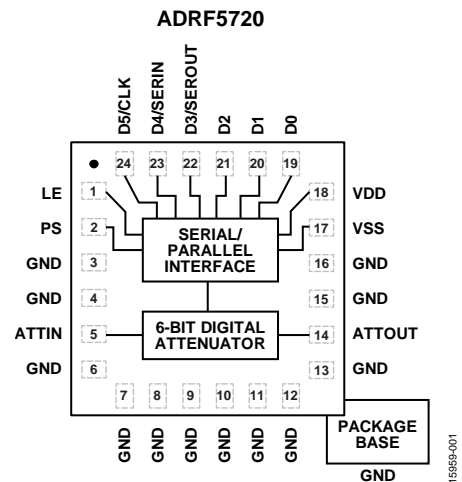 ADRF5720
D5/CLK
D4/SERIN
D3/SEROUT
D2
D1
D0
24
23
22
21
20
19
LE
1
18
VDD
PS
2
17
VSS
SERIAL/
PARALLEL
INTERFACE
GND
3
16
GND
GND
4
15
GND
ATTIN
5
6-BIT DIGITAL
ATTENUATOR
14
ATTOUT
GND
6
13
GND
7
8
9
10
11
12
GND
GND
GND
GND
GND
GND
PACKAGE
BASE
GND
15959-001